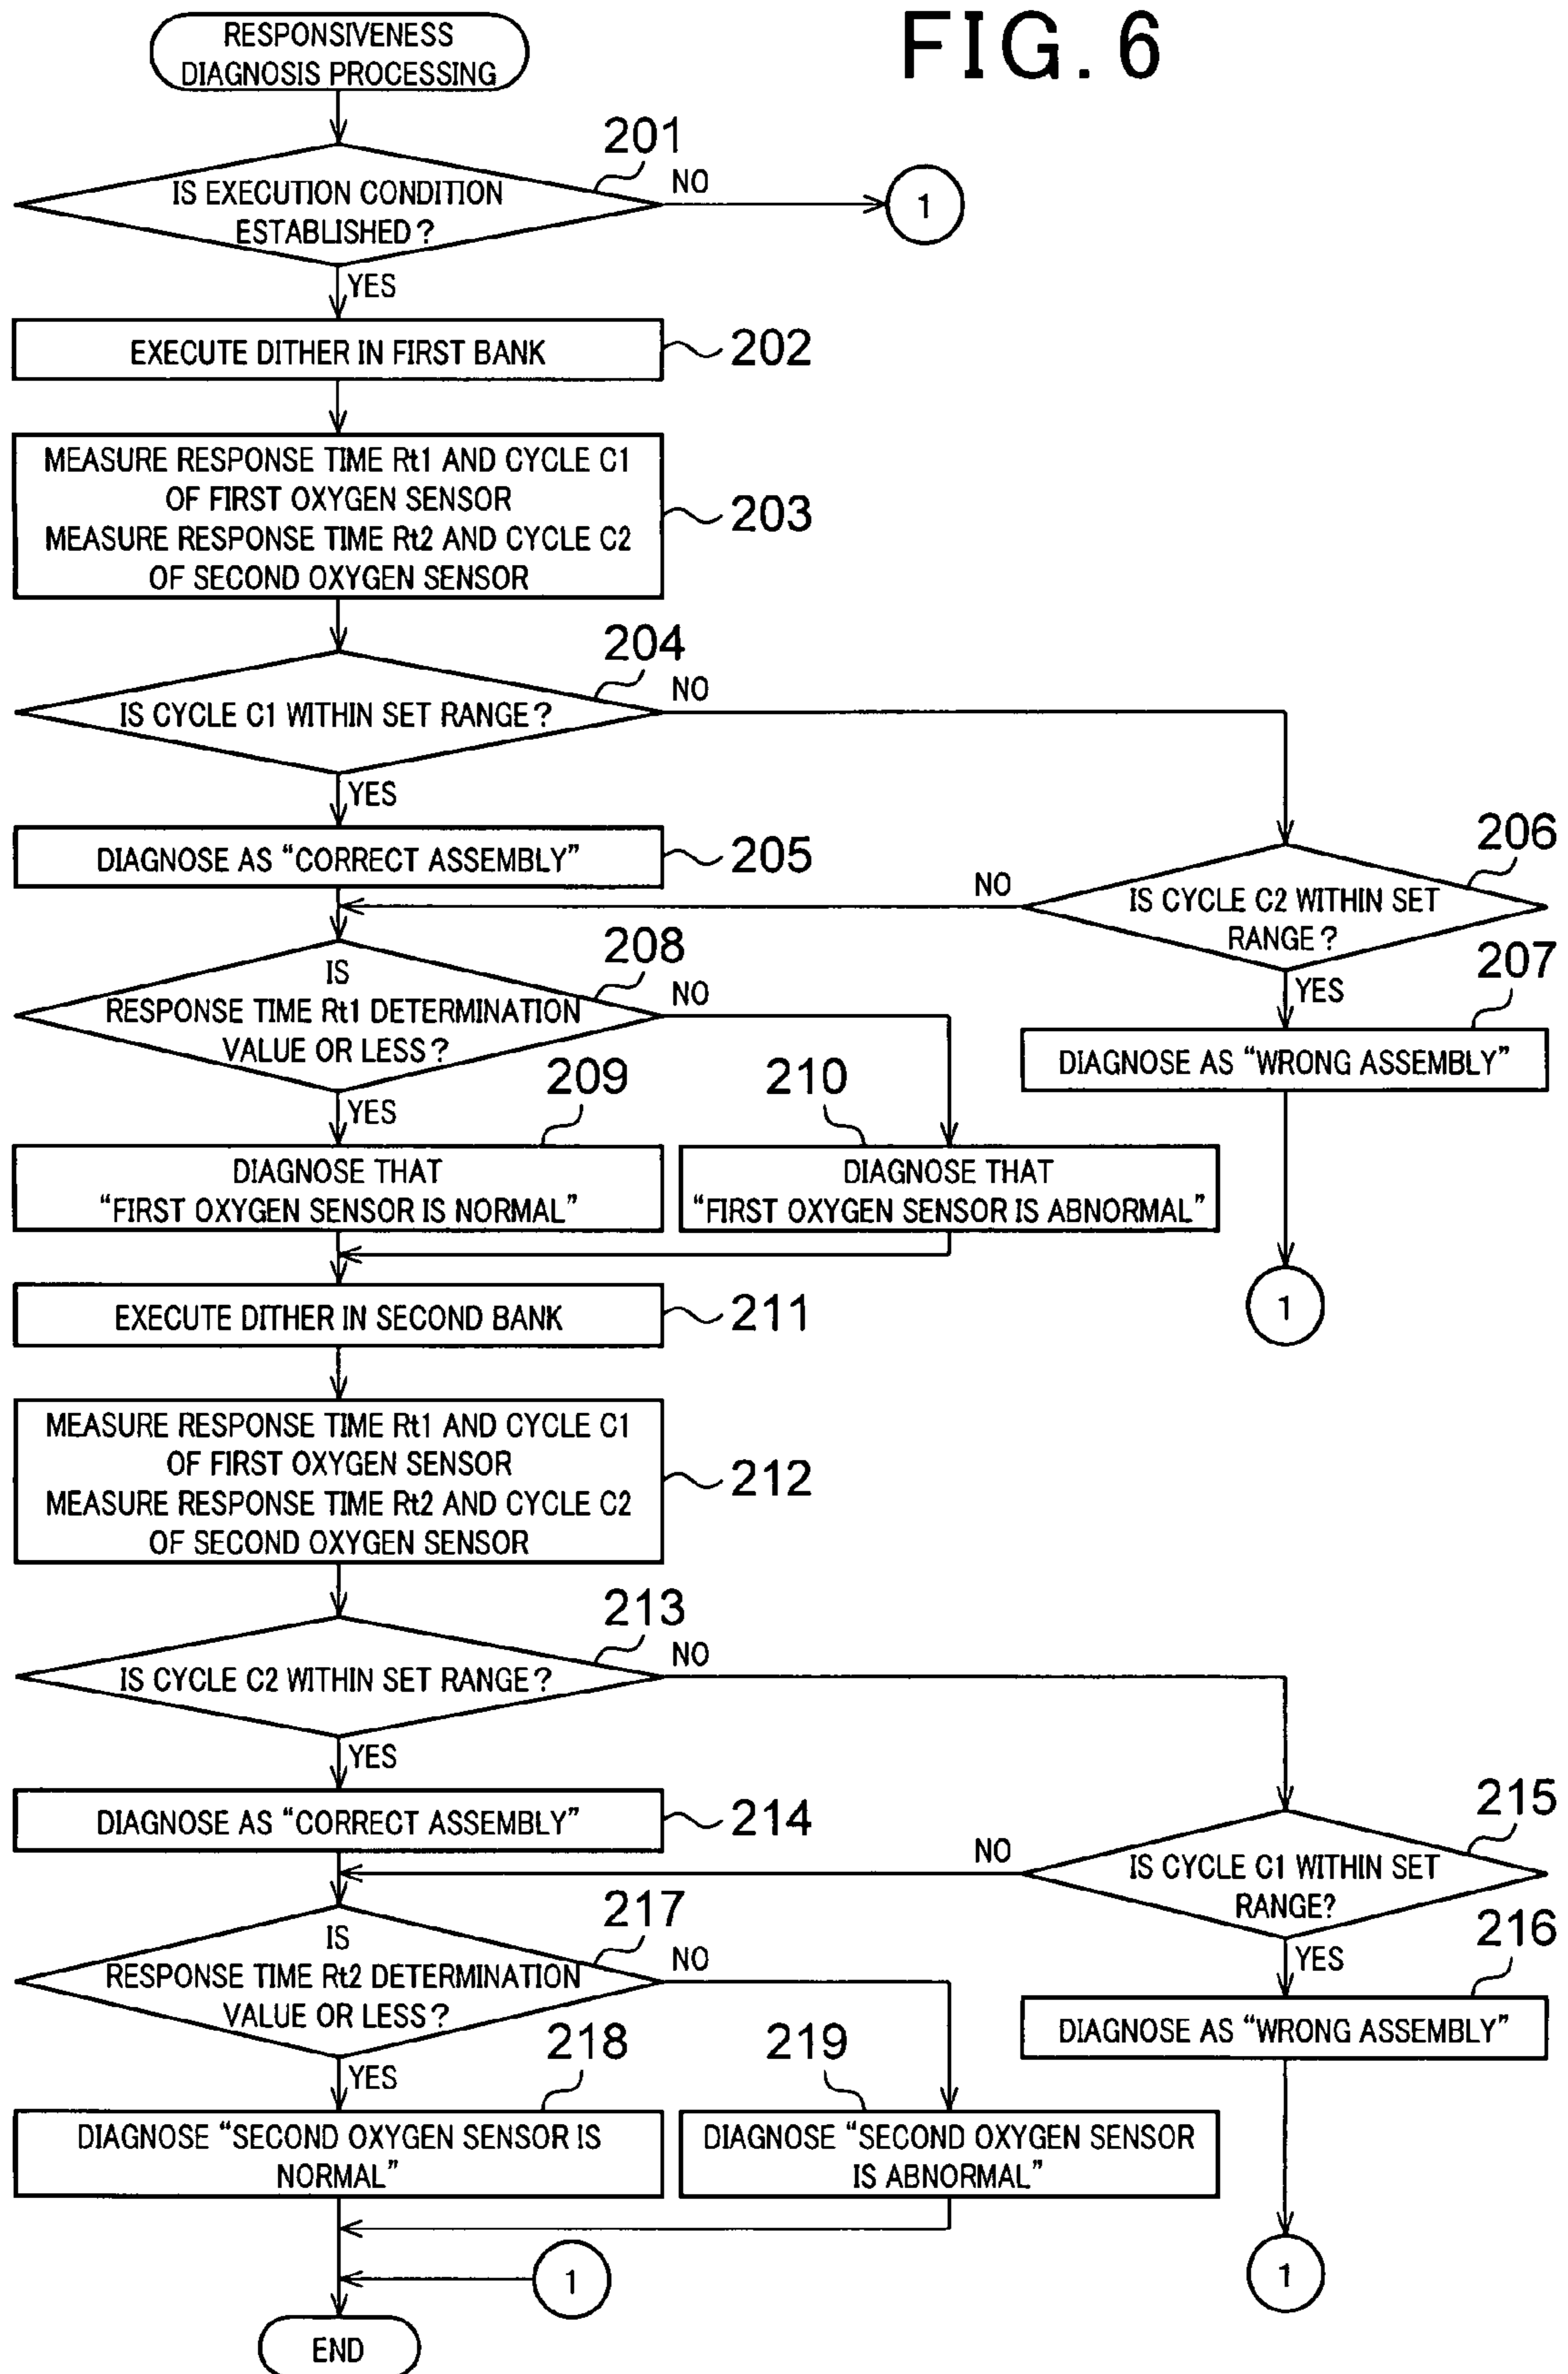 FIG. 6
RESPONSIVENESS
DIAGNOSIS PROCESSING
201
IS EXECUTION CONDITION
ESTABLISHED?
NO
1
YES
EXECUTE DITHER IN FIRST BANK
202
MEASURE RESPONSE TIME Rt1 AND CYCLE C1
OF FIRST OXYGEN SENSOR
MEASURE RESPONSE TIME Rt2 AND CYCLE C2
OF SECOND OXYGEN SENSOR
203
204
IS CYCLE C1 WITHIN SET RANGE?
NO
YES
DIAGNOSE AS “CORRECT ASSEMBLY”
205
206
IS CYCLE C2 WITHIN SET
RANGE?
NO
YES
207
DIAGNOSE AS “WRONG ASSEMBLY”
1
208
IS
RESPONSE TIME Rt1 DETERMINATION
VALUE OR LESS?
NO
YES
209
DIAGNOSE THAT
“FIRST OXYGEN SENSOR IS NORMAL”
210
DIAGNOSE THAT
“FIRST OXYGEN SENSOR IS ABNORMAL”
EXECUTE DITHER IN SECOND BANK
211
MEASURE RESPONSE TIME Rt1 AND CYCLE C1
OF FIRST OXYGEN SENSOR
MEASURE RESPONSE TIME Rt2 AND CYCLE C2
OF SECOND OXYGEN SENSOR
212
213
IS CYCLE C2 WITHIN SET RANGE?
NO
YES
DIAGNOSE AS “CORRECT ASSEMBLY”
214
215
IS CYCLE C1 WITHIN SET
RANGE?
NO
YES
216
DIAGNOSE AS “WRONG ASSEMBLY”
1
217
IS
RESPONSE TIME Rt2 DETERMINATION
VALUE OR LESS?
NO
YES
218
DIAGNOSE “SECOND OXYGEN SENSOR IS
NORMAL”
219
DIAGNOSE “SECOND OXYGEN SENSOR
IS ABNORMAL”
1
END